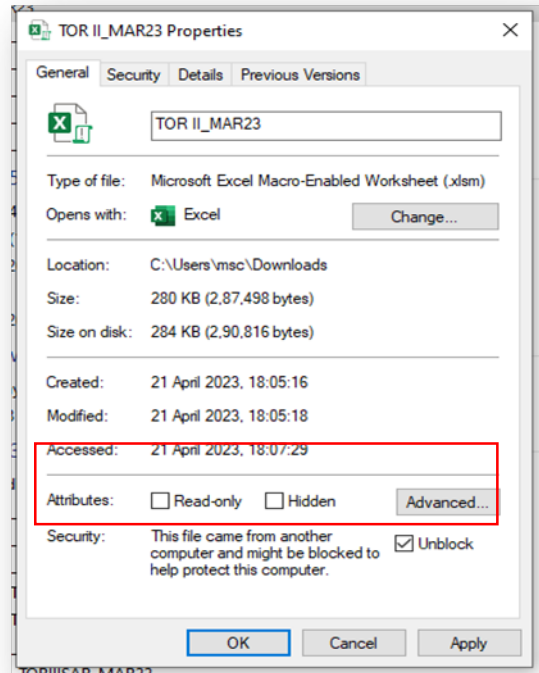 TOR II_MAR23 Properties
General Security Details Previous Versions
TOR II_MAR23
Type of file: Microsoft Excel Macro-Enabled Worksheet (.xlsm)
Opens with: Excel Change...
Location: C:\Users\msc\Downloads
Size: 280 KB (2,87,498 bytes)
Size on disk: 284 KB (2,90,816 bytes)
Created: 21 April 2023, 18:05:16
Modified: 21 April 2023, 18:05:18
Accessed: 21 April 2023, 18:07:29
Attributes: Read-only Hidden Advanced...
Security: This file came from another Unblock
computer and might be blocked to
help protect this computer.
OK Cancel Apply